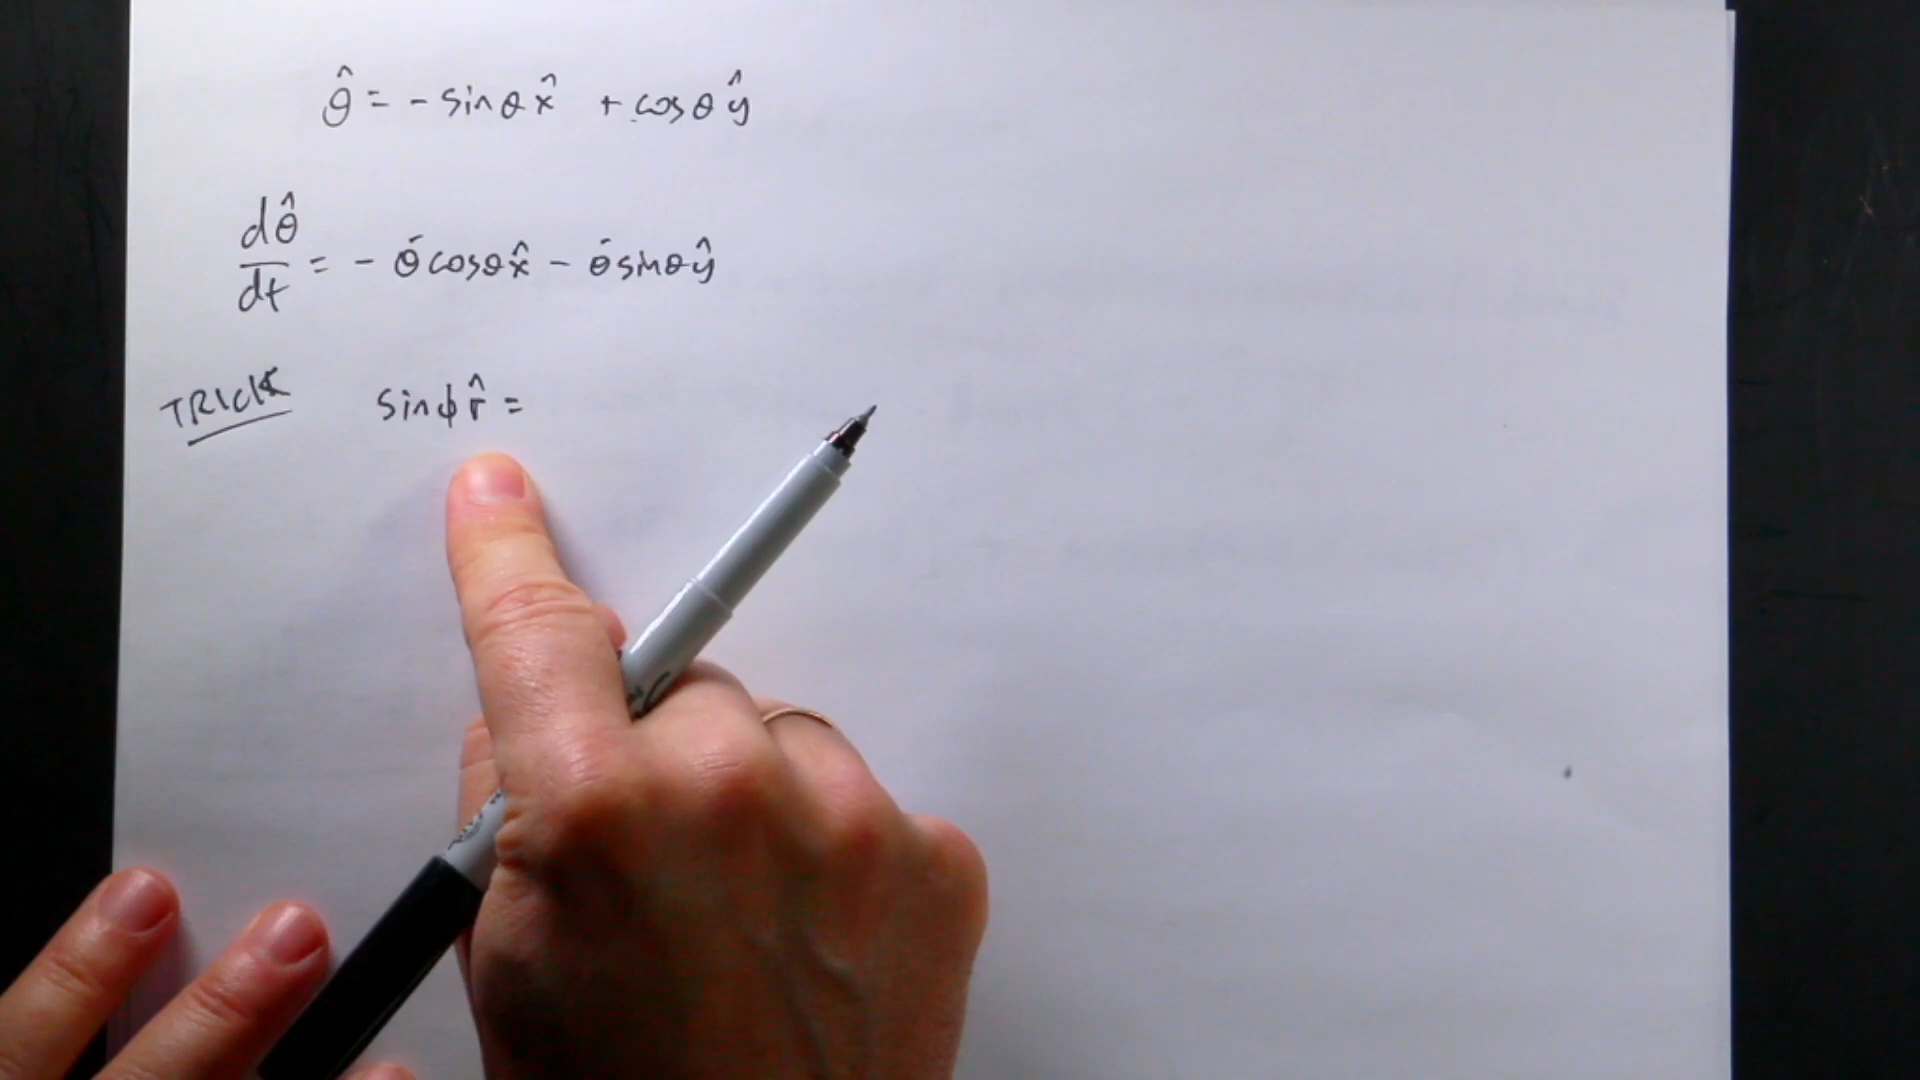 θ̂ = - sinθ x̂ + cosθ ŷ
dθ̂/dt = - θ̇ cosθ x̂ - θ̇ sinθ ŷ
TRICK sinϕ r̂ =